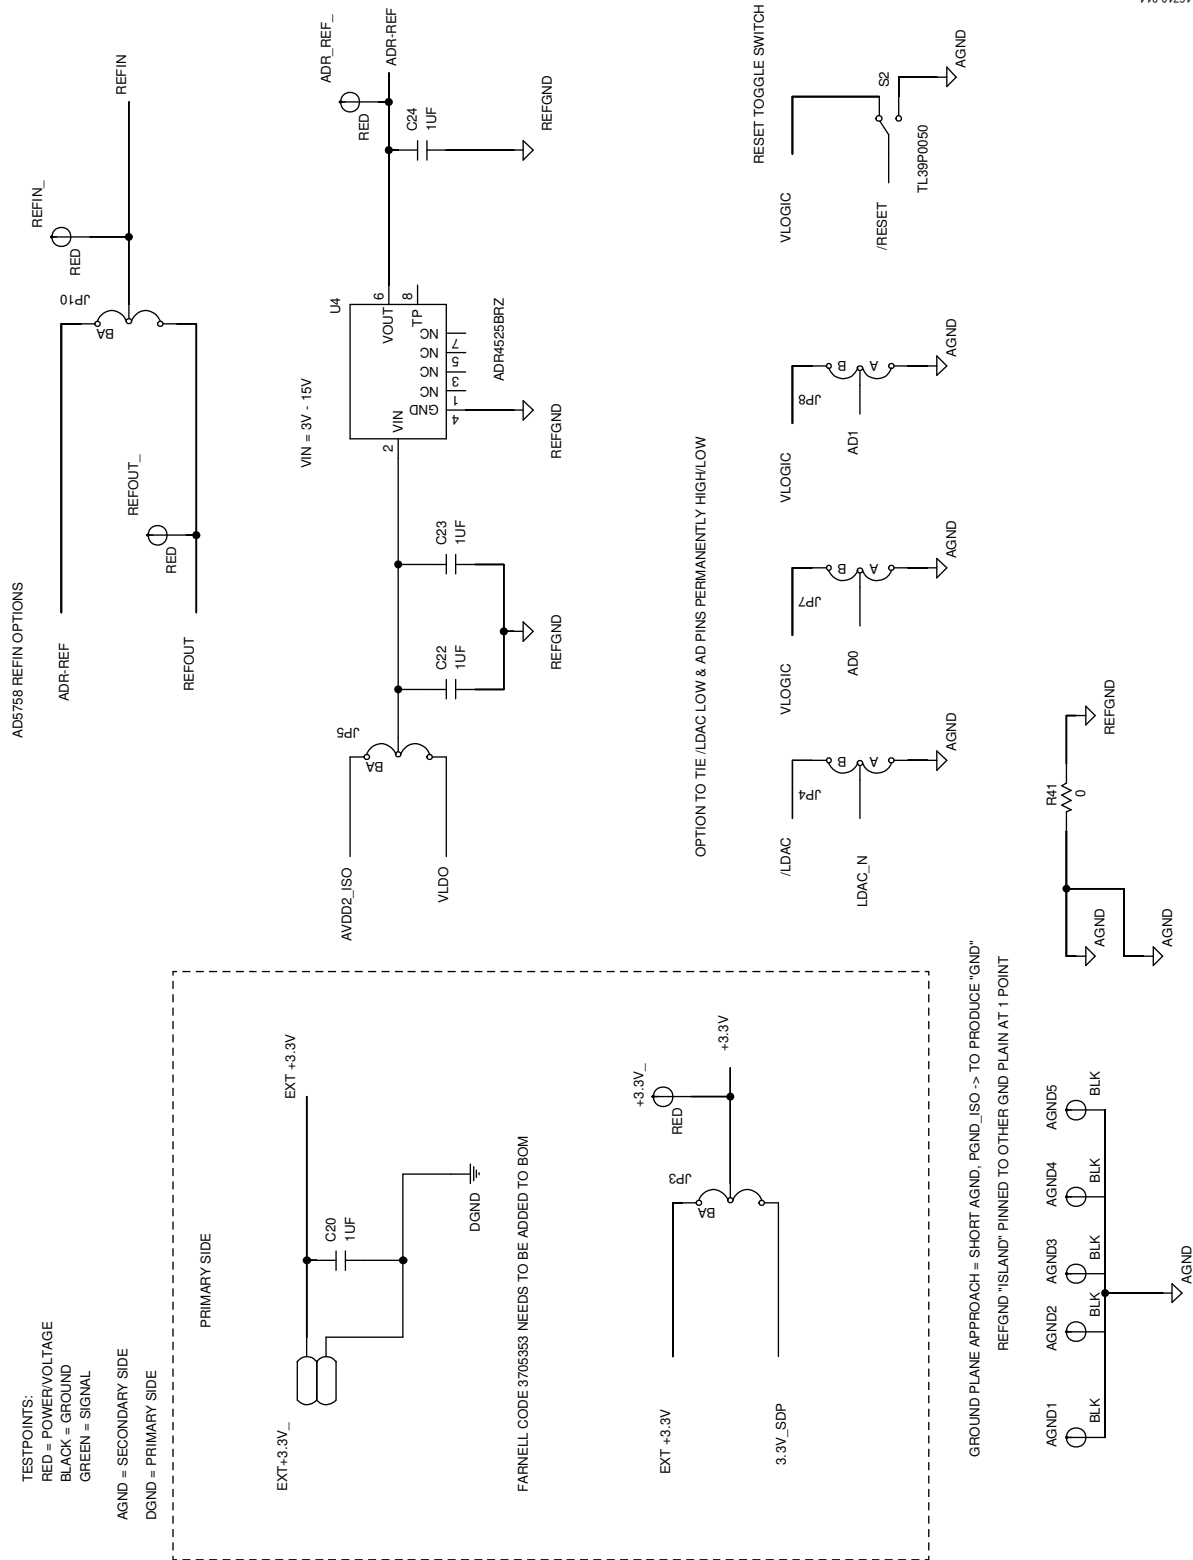 TESTPOINTS:
RED = POWER/VOLTAGE
BLACK = GROUND
GREEN = SIGNAL
AGND = SECONDARY SIDE
DGND = PRIMARY SIDE
PRIMARY SIDE
EXT+3.3V_
EXT +3.3V
C20
1UF
DGND
FARNELL CODE 3705353 NEEDS TO BE ADDED TO BOM
EXT +3.3V
3.3V_SDP
JP3
BA
+3.3V_
RED
+3.3V
AD5758 REFIN OPTIONS
ADR-REF
REFOUT
REFOUT_
RED
JP10
BA
REFIN_
RED
REFIN
AVDD2_ISO
VLDO
JP5
BA
C22
1UF
C23
1UF
REFGND
VIN = 3V - 15V
U4
2
VIN
VOUT
6
TP
8
GND
NC
NC
NC
NC
4
1
3
5
7
ADR4525BRZ
REFGND
RED
ADR_REF_
ADR-REF
C24
1UF
REFGND
OPTION TO TIE /LDAC LOW & AD PINS PERMANENTLY HIGH/LOW
/LDAC
LDAC_N
JP4
B
A
AGND
VLOGIC
AD0
JP7
B
A
AGND
VLOGIC
AD1
JP8
B
A
AGND
RESET TOGGLE SWITCH
VLOGIC
/RESET
S2
TL39P0050
AGND
GROUND PLANE APPROACH = SHORT AGND, PGND_ISO -> TO PRODUCE "GND"
REFGND "ISLAND" PINNED TO OTHER GND PLAIN AT 1 POINT
AGND1
BLK
AGND2
BLK
AGND3
BLK
AGND4
BLK
AGND5
BLK
AGND
AGND
AGND
R41
0
REFGND